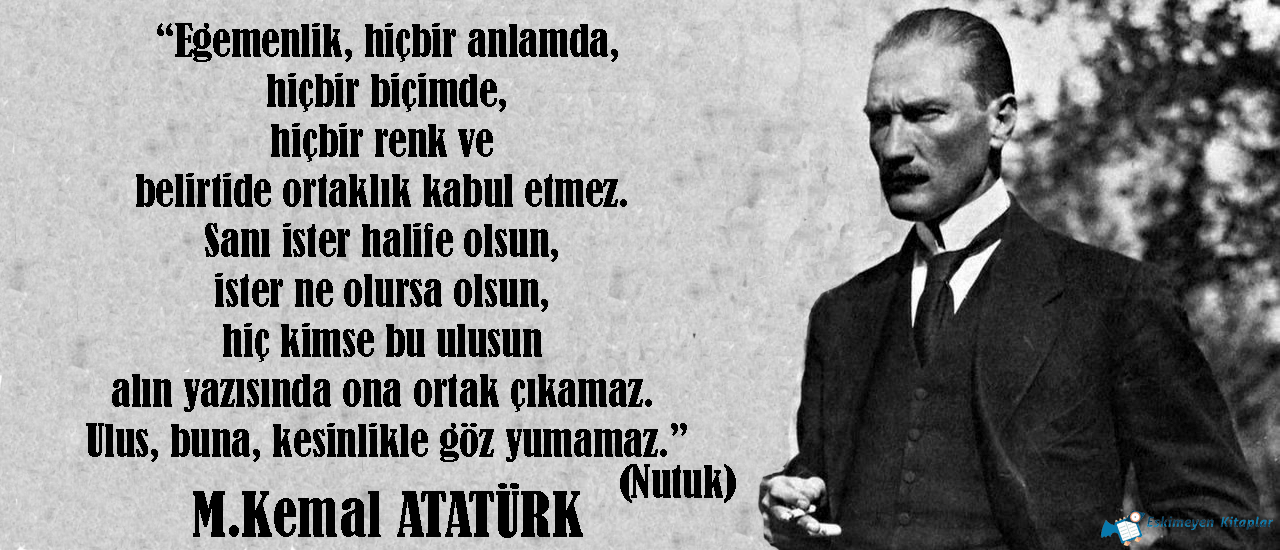 “Egemenlik, hiçbir anlamda,
hiçbir biçimde,
hiçbir renk ve
belirtide ortaklık kabul etmez.
Sanı ister halife olsun,
ister ne olursa olsun,
hiç kimse bu ulusun
alın yazısında ona ortak çıkamaz.
Ulus, buna, kesinlikle göz yumamaz.”
(Nutuk)
M.Kemal ATATÜRK
Eskimeyen Kitaplar